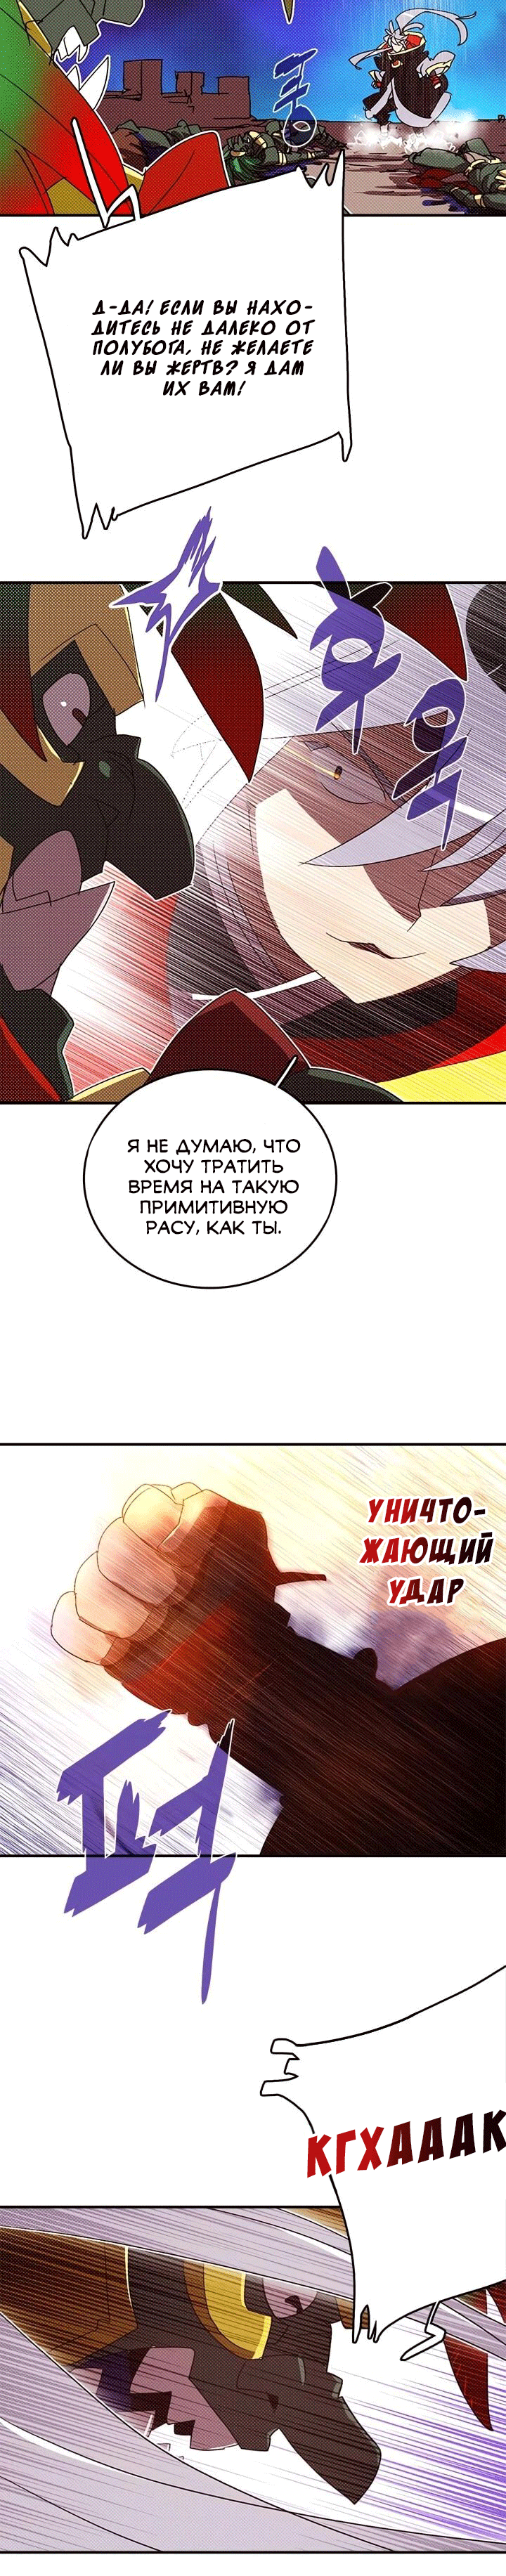 쿵
Д-ДА! ЕСЛИ ВЫ НАХО-
ДИТЕСЬ НЕ ДАЛЕКО ОТ
ПОЛУБОГА, НЕ ЖЕЛАЕТЕ
ЛИ ВЫ ЖЕРТВ? Я ДАМ
ИХ ВАМ!
Я НЕ ДУМАЮ, ЧТО
ХОЧУ ТРАТИТЬ
ВРЕМЯ НА ТАКУЮ
ПРИМИТИВНУЮ
РАСУ, КАК ТЫ.
УНИЧТО-
ЖАЮЩИЙ
УДАР
КГХАААК